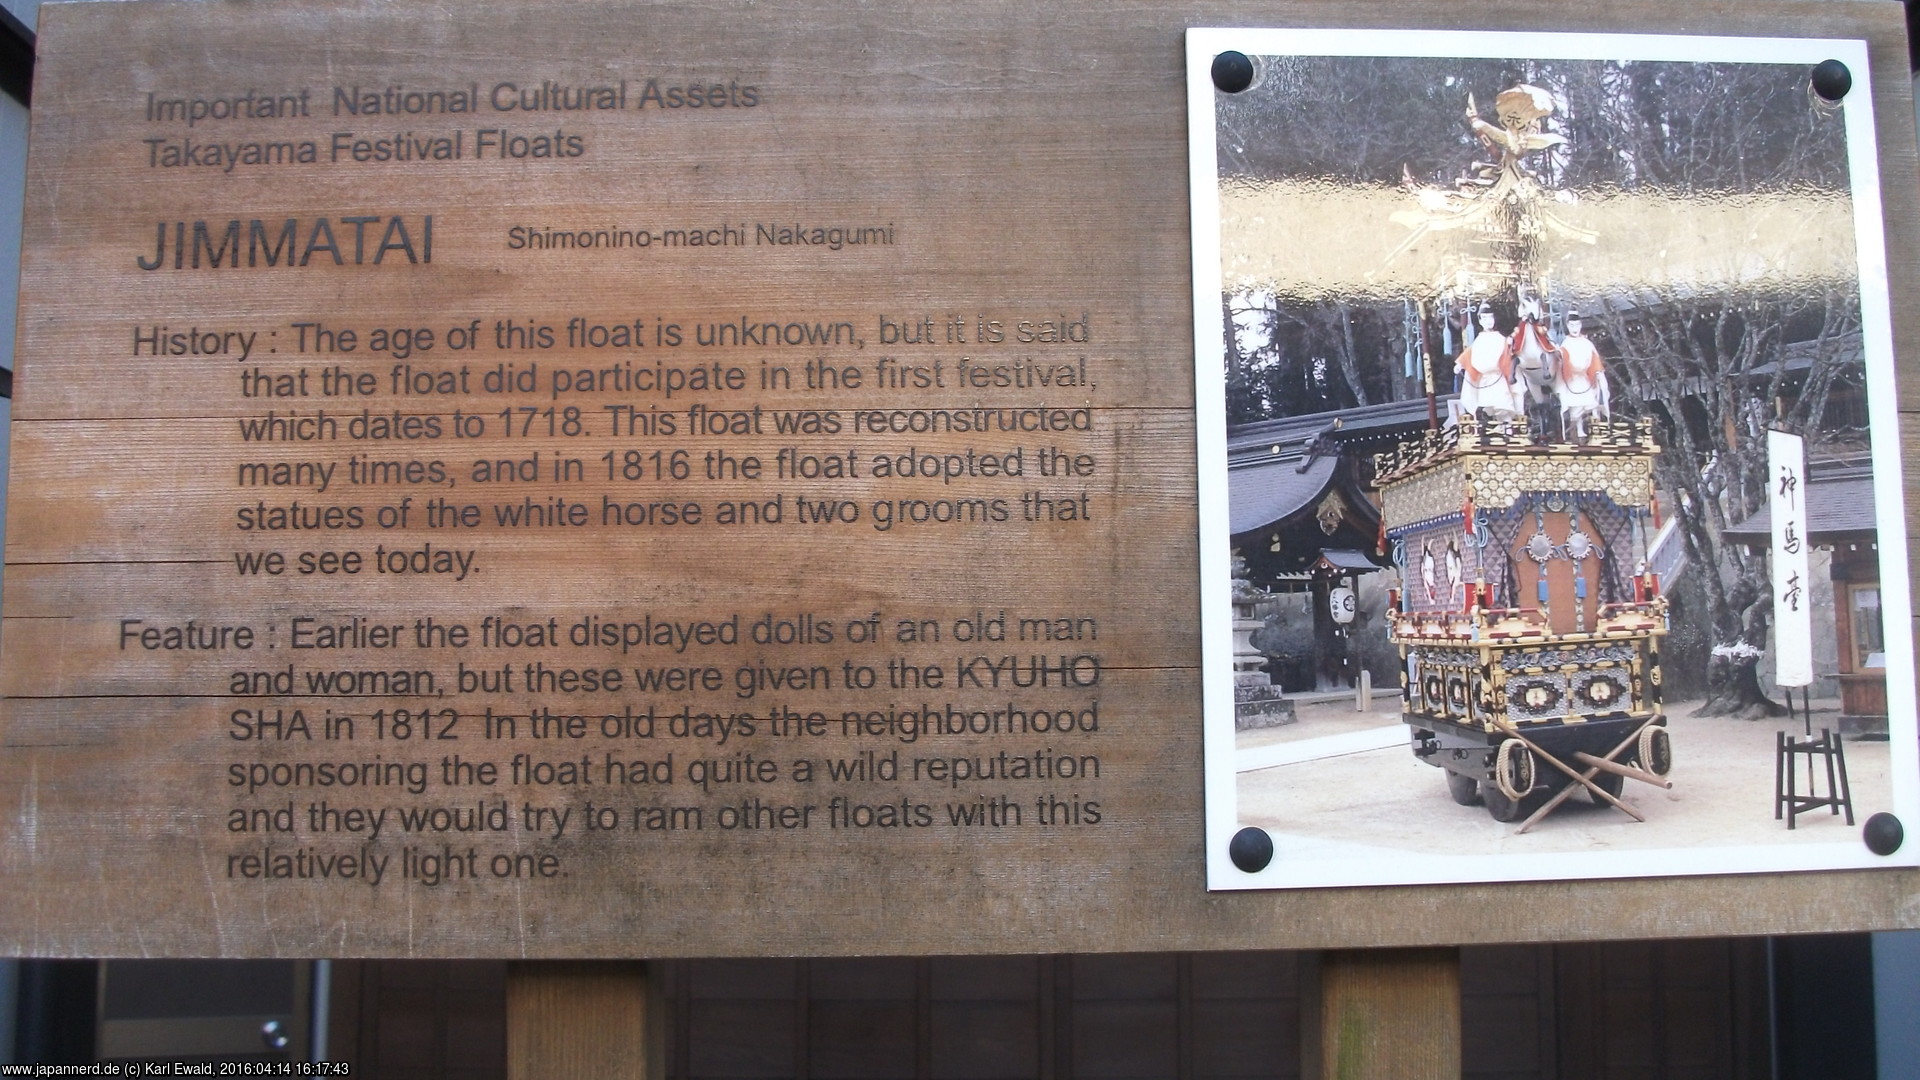 Important National Cultural Assets
Takayama Festival Floats
JIMMATAI Shimonino-machi Nakagumi
History : The age of this float is unknown, but it is said
that the float did participate in the first festival,
which dates to 1718. This float was reconstructed
many times, and in 1816 the float adopted the
statues of the white horse and two grooms that
we see today.
Feature : Earlier the float displayed dolls of an old man
and woman, but these were given to the KYUHO
SHA in 1812 In the old days the neighborhood
sponsoring the float had quite a wild reputation
and they would try to ram other floats with this
relatively light one.
神馬臺
www.japannerd.de (c) Karl Ewald, 2016:04:14 16:17:43